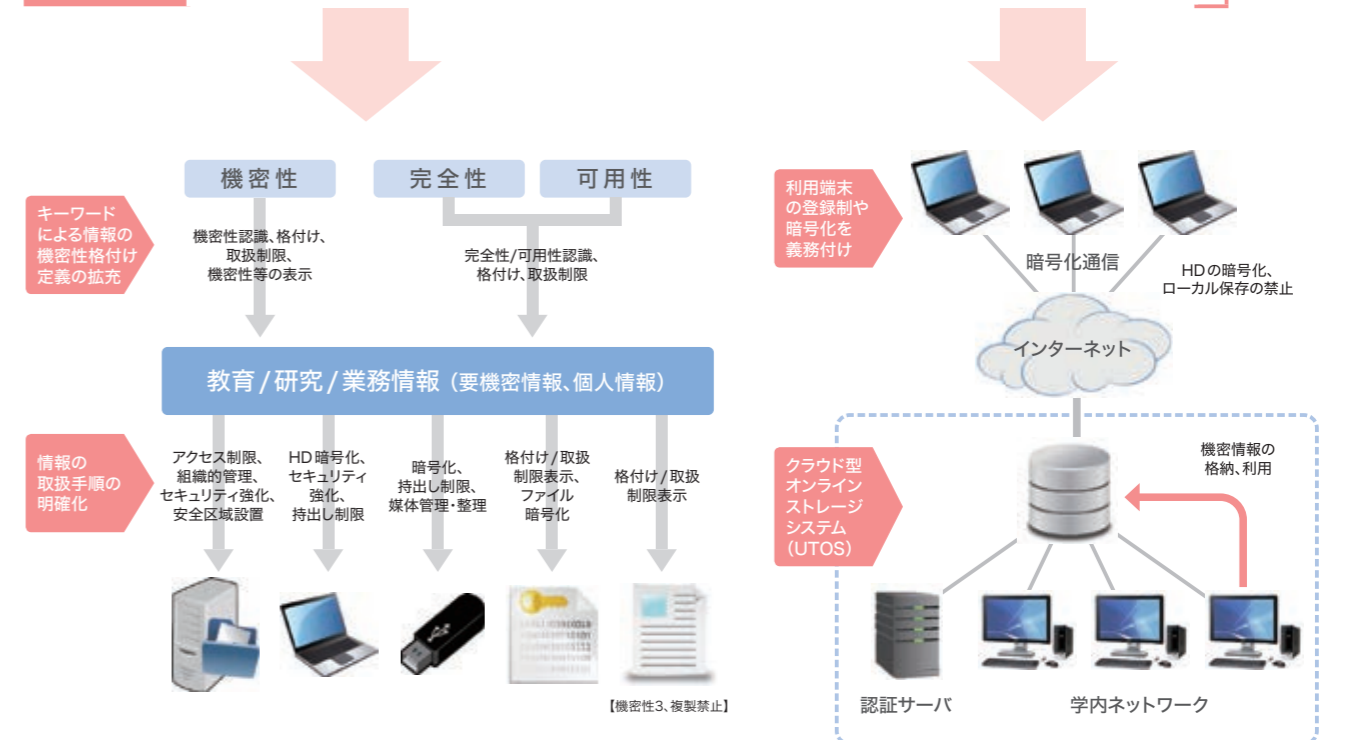 機密性
完全性
可用性
キーワード
による情報の
機密性格付け
定義の拡充
機密性認識、格付け、
取扱制限、
機密性等の表示
完全性/可用性認識、
格付け、取扱制限
教育/研究/業務情報（要機密情報、個人情報）
情報の
取扱手順の
明確化
アクセス制限、
組織的管理、
セキュリティ強化、
安全区域設置
HD暗号化、
セキュリティ
強化、
持出し制限
暗号化、
持出し制限、
媒体管理・整理
格付け/取扱
制限表示、
ファイル
暗号化
格付け/取扱
制限表示
【機密性3、複製禁止】
利用端末
の登録制や
暗号化を
義務付け
暗号化通信
HDの暗号化、
ローカル保存の禁止
インターネット
クラウド型
オンライン
ストレージ
システム
（UTOS）
機密情報の
格納、利用
認証サーバ
学内ネットワーク